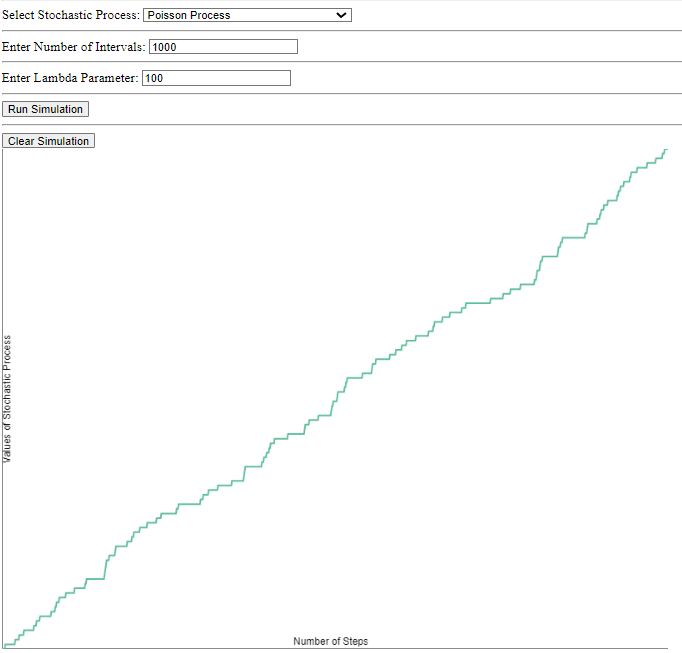 Select Stochastic Process: Poisson Process
Enter Number of Intervals: 1000
Enter Lambda Parameter: 100
Run Simulation
Clear Simulation
Values of Stochastic Process
Number of Steps